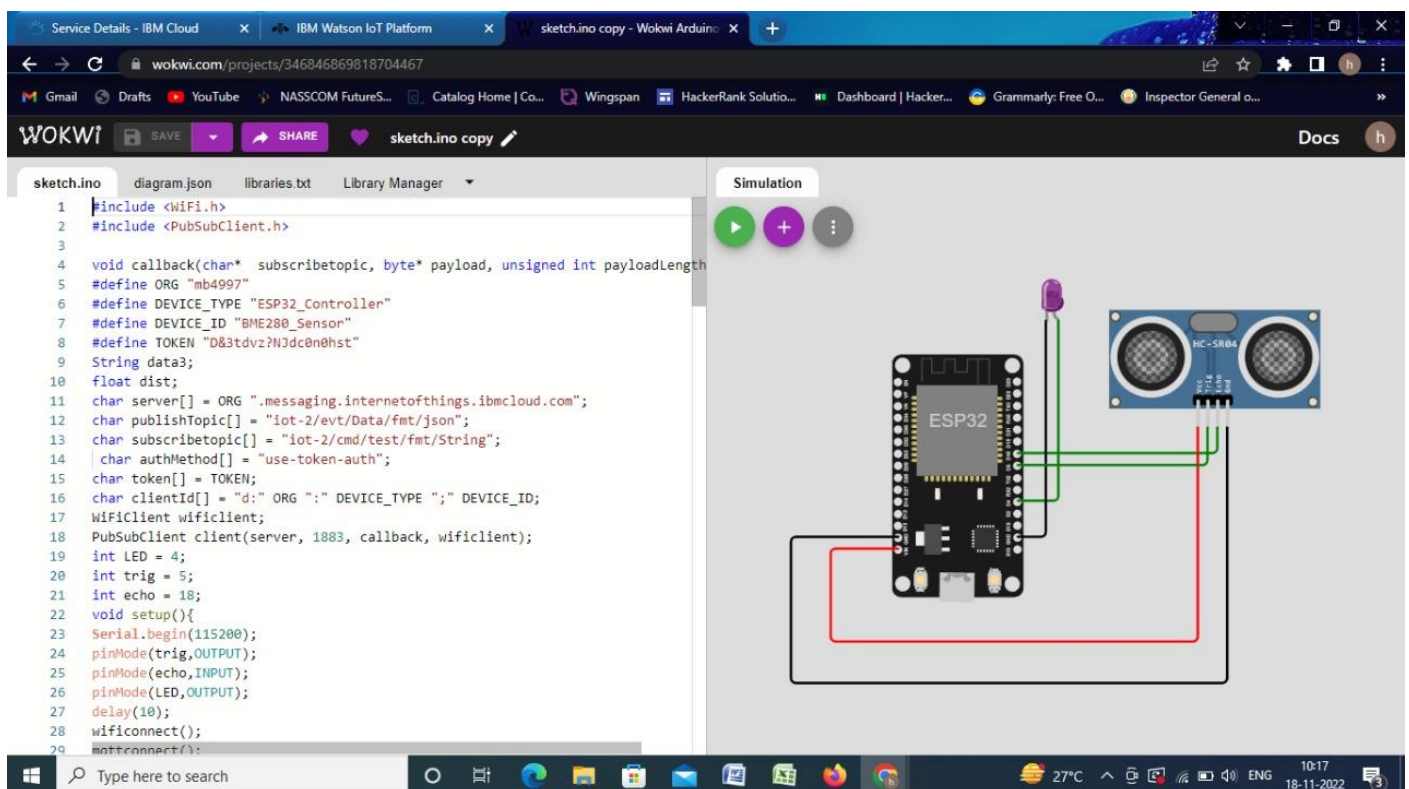 Service Details - IBM Cloud
IBM Watson IoT Platform
sketch.ino copy - Wokwi Arduino
wokwi.com/projects/346846869818704467
h
Gmail Drafts YouTube NASSCOM FutureS... Catalog Home | Co... Wingspan HackerRank Solutio... Dashboard | Hacker... Grammarly: Free O... Inspector General o... »
WOKWI SAVE SHARE sketch.ino copy Docs h
sketch.ino diagram.json libraries.txt Library Manager
Simulation
1 #include <WiFi.h>
2 #include <PubSubClient.h>
3
4 void callback(char* subscribetopic, byte* payload, unsigned int payloadLength
5 #define ORG "mb4997"
6 #define DEVICE_TYPE "ESP32_Controller"
7 #define DEVICE_ID "BME280_Sensor"
8 #define TOKEN "D&3tdvz?NJdc0n0hst"
9 String data3;
10 float dist;
11 char server[] = ORG ".messaging.internetofthings.ibmcloud.com";
12 char publishTopic[] = "iot-2/evt/Data/fmt/json";
13 char subscribetopic[] = "iot-2/cmd/test/fmt/String";
14 char authMethod[] = "use-token-auth";
15 char token[] = TOKEN;
16 char clientId[] = "d:" ORG ":" DEVICE_TYPE ";" DEVICE_ID;
17 WiFiClient wificlient;
18 PubSubClient client(server, 1883, callback, wificlient);
19 int LED = 4;
20 int trig = 5;
21 int echo = 18;
22 void setup(){
23 Serial.begin(115200);
24 pinMode(trig,OUTPUT);
25 pinMode(echo,INPUT);
26 pinMode(LED,OUTPUT);
27 delay(10);
28 wificonnect();
29 mqttconnect();
ESP32
HC-SR04
Vcc
Trig
Echo
Gnd
Type here to search
27°C ENG
10:17
18-11-2022
3